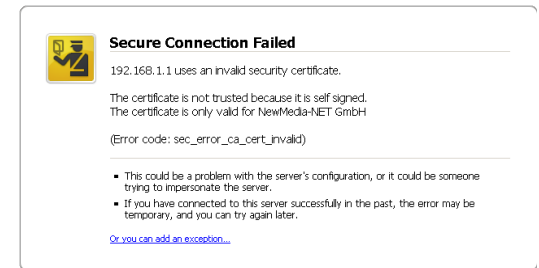 Secure Connection Failed
192.168.1.1 uses an invalid security certificate.
The certificate is not trusted because it is self signed.
The certificate is only valid for NewMedia-NET GmbH
(Error code: sec_error_ca_cert_invalid)
▪ This could be a problem with the server's configuration, or it could be someone
trying to impersonate the server.
▪ If you have connected to this server successfully in the past, the error may be
temporary, and you can try again later.
Or you can add an exception...